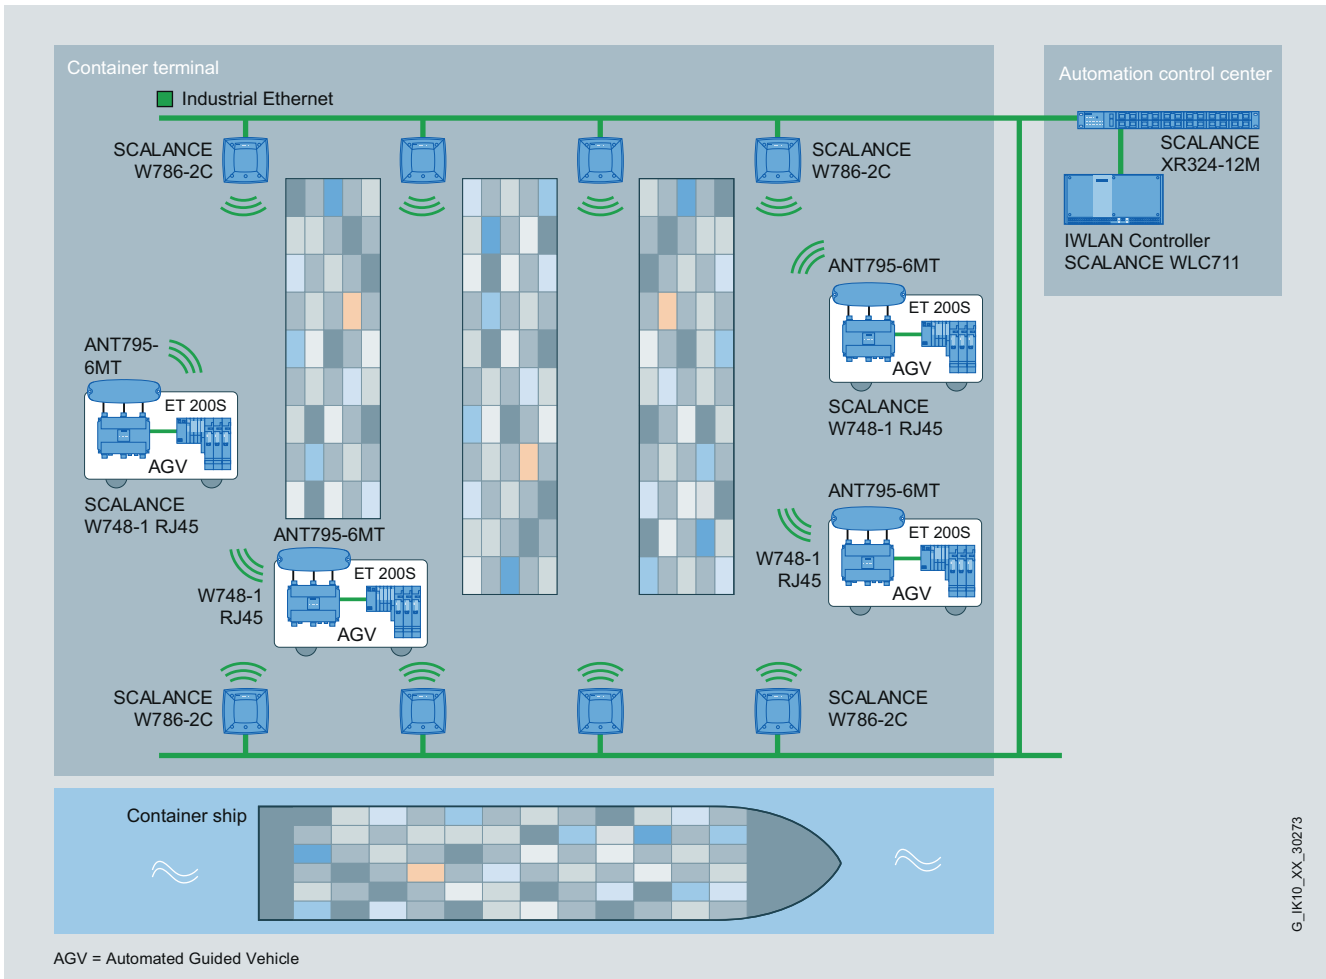 Container terminal
Automation control center
Industrial Ethernet
SCALANCE
W786-2C
SCALANCE
W786-2C
SCALANCE
XR324-12M
IWLAN Controller
SCALANCE WLC711
ANT795-6MT
ET 200S
AGV
SCALANCE
W748-1 RJ45
ANT795-
6MT
ET 200S
AGV
SCALANCE
W748-1 RJ45
ANT795-6MT
ET 200S
W748-1
RJ45
AGV
ANT795-6MT
ET 200S
W748-1
RJ45
AGV
SCALANCE
W786-2C
SCALANCE
W786-2C
Container ship
G_IK10_XX_30273
AGV = Automated Guided Vehicle